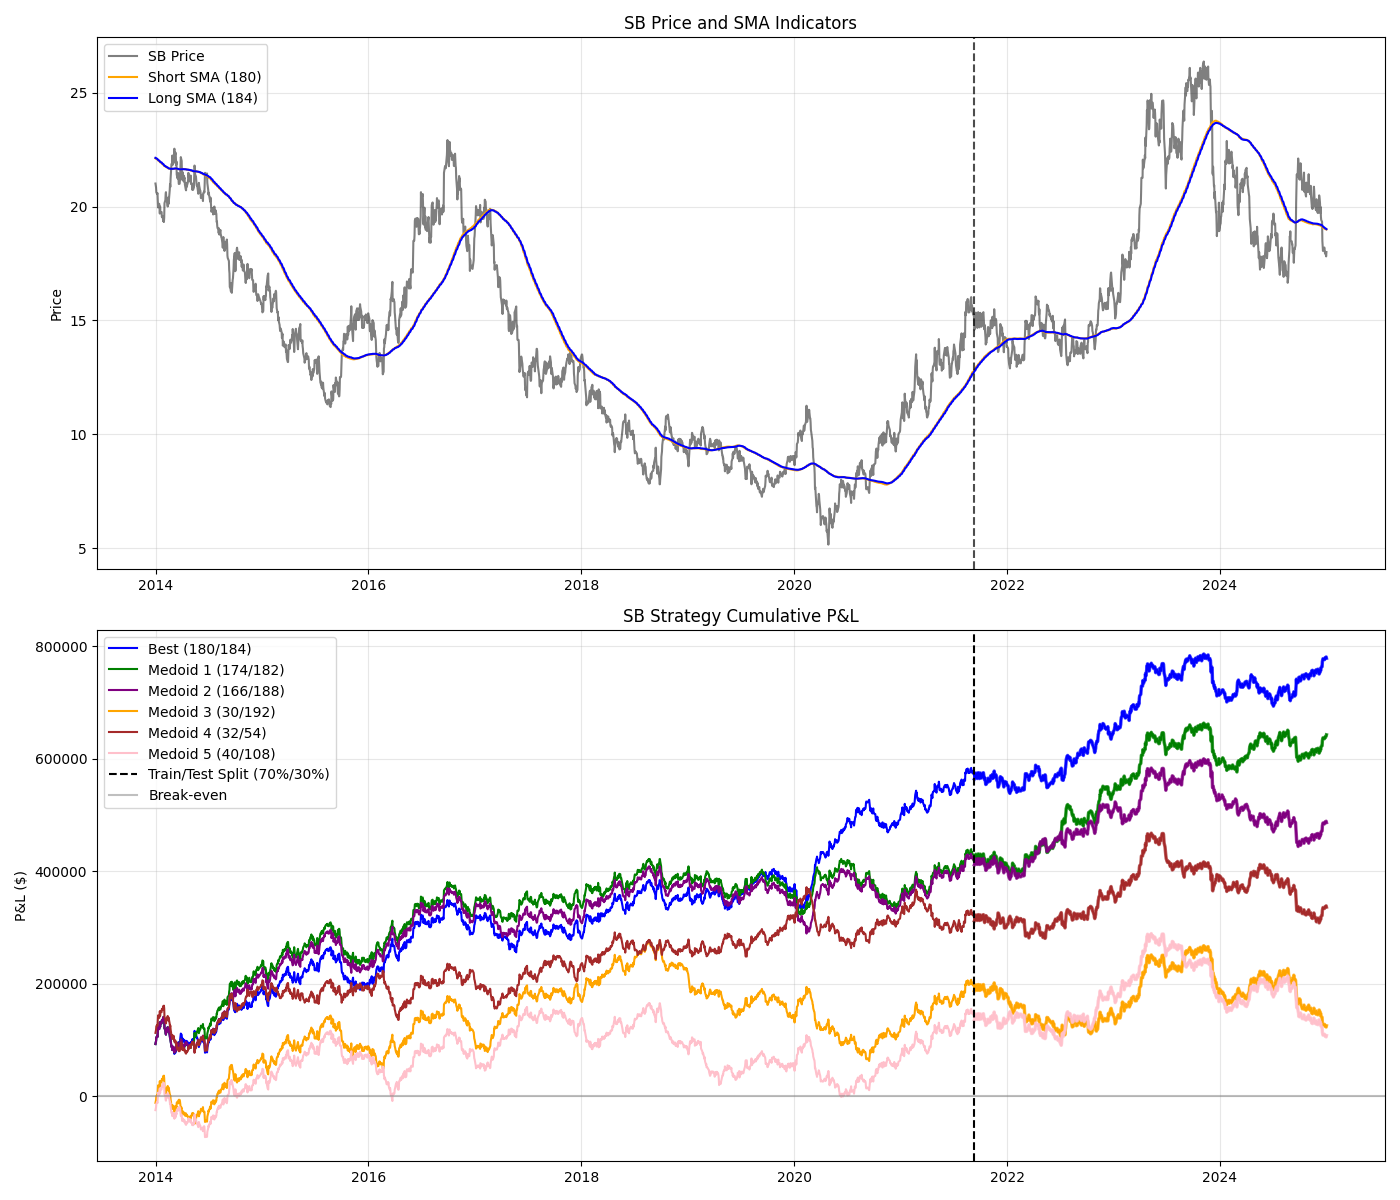 SB Price and SMA Indicators
SB Price
Short SMA (180)
Long SMA (184)
Price
25
20
15
10
5
2014 2016 2018 2020 2022 2024
SB Strategy Cumulative P&L
Best (180/184)
Medoid 1 (174/182)
Medoid 2 (166/188)
Medoid 3 (30/192)
Medoid 4 (32/54)
Medoid 5 (40/108)
Train/Test Split (70%/30%)
Break-even
P&L ($)
800000
600000
400000
200000
0
2014 2016 2018 2020 2022 2024